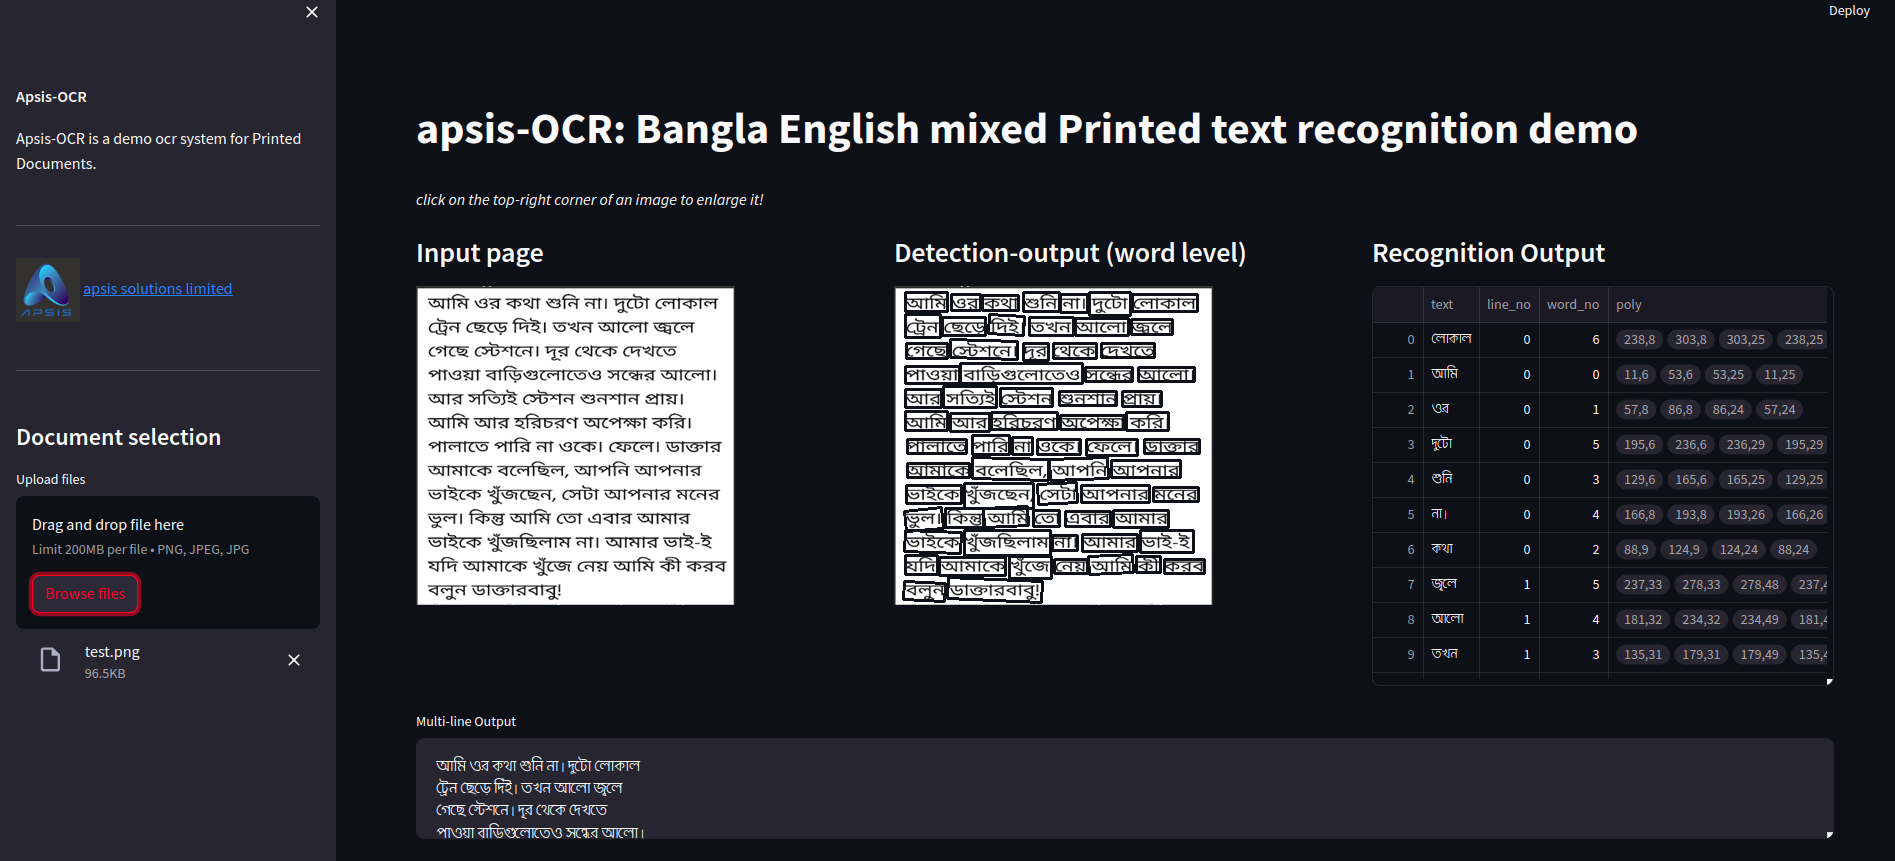 Deploy
Apsis-OCR
Apsis-OCR is a demo ocr system for Printed
Documents.
APSIS
apsis solutions limited
Document selection
Upload files
Drag and drop file here
Limit 200MB per file • PNG, JPEG, JPG
Browse files
test.png
96.5KB
apsis-OCR: Bangla English mixed Printed text recognition demo
click on the top-right corner of an image to enlarge it!
Input page
আমি ওর কথা শুনি না। দুটো লোকাল
ট্রেন ছেড়ে দিই। তখন আলো জ্বলে
গেছে স্টেশনে। দূর থেকে দেখতে
পাওয়া বাড়িগুলোতেও সন্ধের আলো।
আর সত্যিই স্টেশন শুনশান প্রায়।
আমি আর হরিচরণ অপেক্ষা করি।
পালাতে পারি না ওকে। ফেলে। ডাক্তার
আমাকে বলেছিল, আপনি আপনার
ভাইকে খুঁজছেন, সেটা আপনার মনের
ভুল। কিন্তু আমি তো এবার আমার
ভাইকে খুঁজছিলাম না। আমার ভাই-ই
যদি আমাকে খুঁজে নেয় আমি কী করব
বলুন ডাক্তারবাবু!
Detection-output (word level)
আমি ওর কথা শুনি না। দুটো লোকাল
ট্রেন ছেড়ে দিই। তখন আলো জ্বলে
গেছে স্টেশনে। দূর থেকে দেখতে
পাওয়া বাড়িগুলোতেও সন্ধের আলো।
আর সত্যিই স্টেশন শুনশান প্রায়।
আমি আর হরিচরণ অপেক্ষা করি
পালাতে পারি না ওকে। ফেলে। ডাক্তার
আমাকে বলেছিল, আপনি আপনার
ভাইকে খুঁজছেন, সেটা আপনার মনের
ভুল। কিন্তু আমি তো এবার আমার
ভাইকে খুঁজছিলাম না। আমার ভাই-ই
যদি আমাকে খুঁজে নেয় আমি কী করব
বলুন ডাক্তারবাবু!
Recognition Output
text line_no word_no poly
0 লোকাল 0 6 238,8 303,8 303,25 238,25
1 আমি 0 0 11,6 53,6 53,25 11,25
2 ওর 0 1 57,8 86,8 86,24 57,24
3 দুটো 0 5 195,6 236,6 236,29 195,29
4 শুনি 0 3 129,6 165,6 165,25 129,25
5 না। 0 4 166,8 193,8 193,26 166,26
6 কথা 0 2 88,9 124,9 124,24 88,24
7 জ্বলে 1 5 237,33 278,33 278,48 237,4
8 আলো 1 4 181,32 234,32 234,49 181,4
9 তখন 1 3 135,31 179,31 179,49 135,4
Multi-line Output
আমি ওর কথা শুনি না। দুটো লোকাল
ট্রেন ছেড়ে দিই। তখন আলো জ্বলে
গেছে স্টেশনে। দূর থেকে দেখতে
পাওয়া বাড়িগুলোতেও সন্ধের আলো।